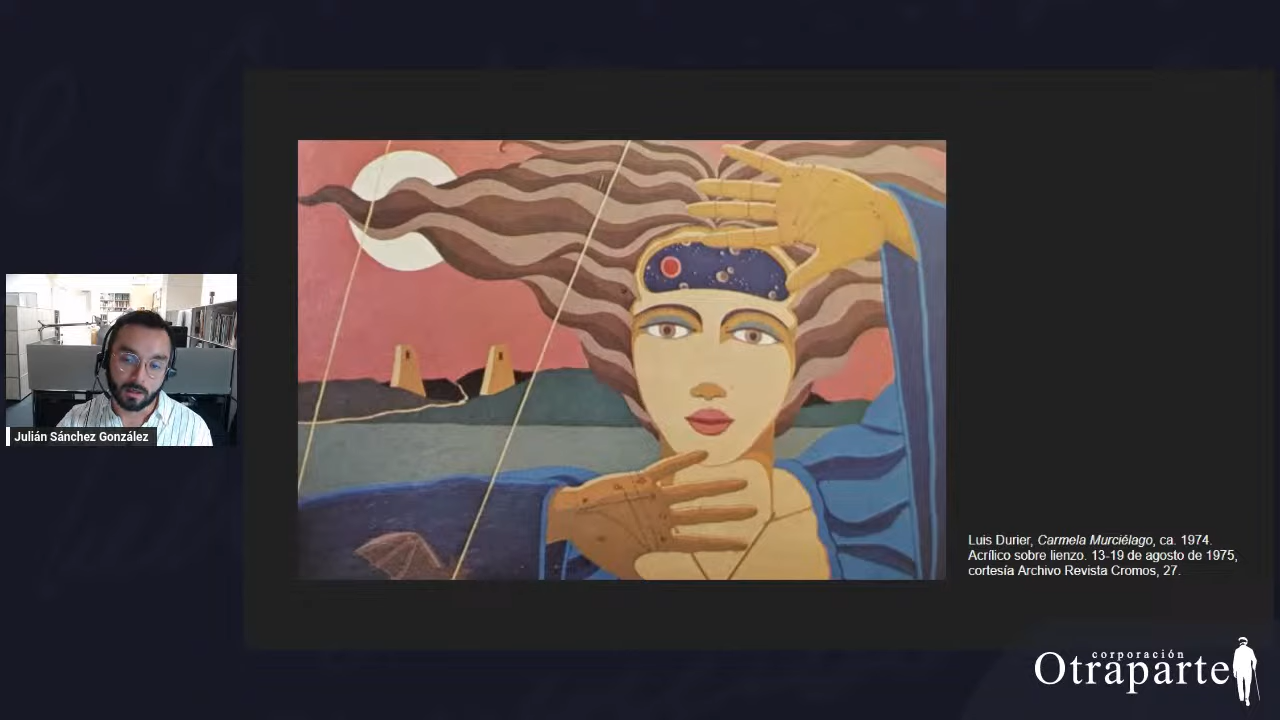 Julián Sánchez González
Luis Durier, Carmela Murciélago, ca. 1974.
Acrílico sobre lienzo. 13-19 de agosto de 1975,
cortesía Archivo Revista Cromos, 27.
corporación
Otraparte